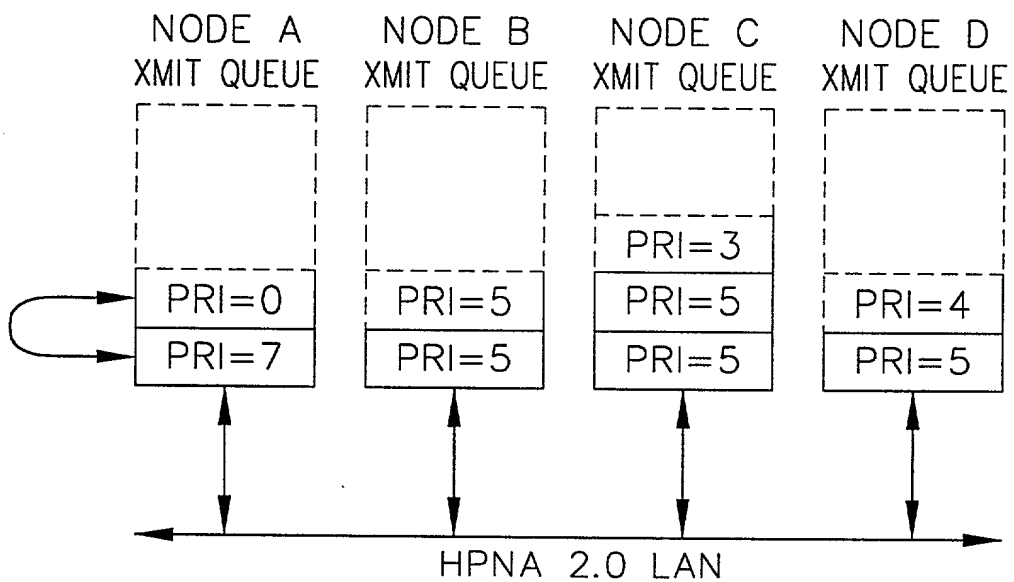 NODE A NODE B NODE C NODE D
XMIT QUEUE XMIT QUEUE XMIT QUEUE XMIT QUEUE
PRI=3
PRI=0 PRI=5 PRI=5 PRI=4
PRI=7 PRI=5 PRI=5 PRI=5
HPNA 2.0 LAN